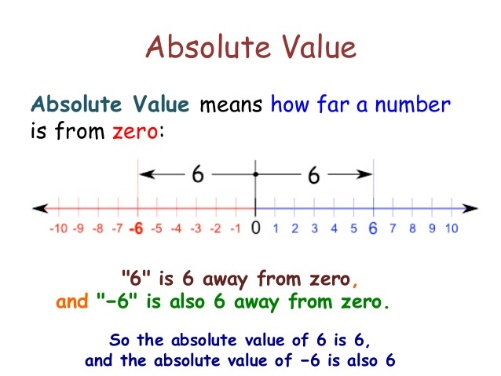 Absolute Value
Absolute Value means how far a number
is from zero:
6 6
-10 -9 -8 -7 -6 -5 -4 -3 -2 -1 0 1 2 3 4 5 6 7 8 9 10
"6" is 6 away from zero,
and "−6" is also 6 away from zero.
So the absolute value of 6 is 6,
and the absolute value of −6 is also 6